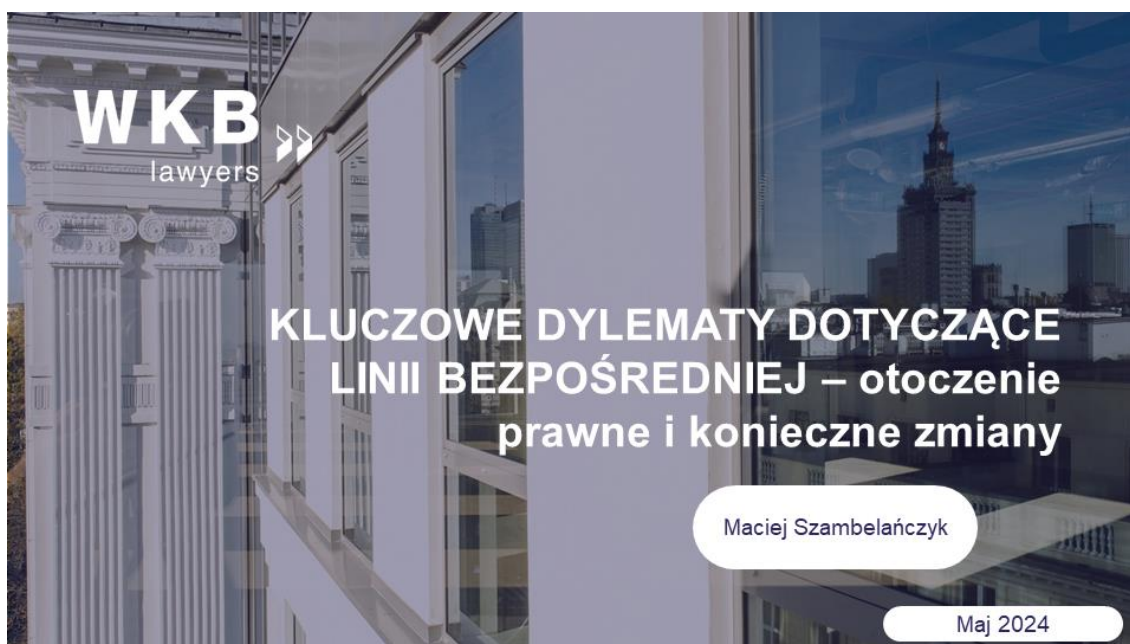 WKB
lawyers
KLUCZOWE DYLEMATY DOTYCZĄCE
LINII BEZPOŚREDNIEJ – otoczenie
prawne i konieczne zmiany
Maciej Szambelańczyk
Maj 2024